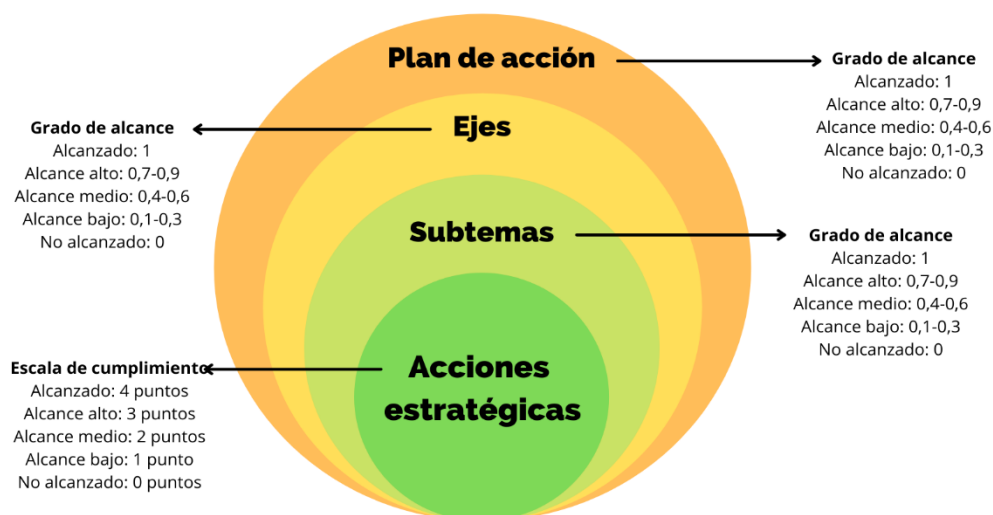 Plan de acción
Grado de alcance
Alcanzado: 1
Alcance alto: 0,7-0,9
Alcance medio: 0,4-0,6
Alcance bajo: 0,1-0,3
No alcanzado: 0
Ejes
Grado de alcance
Alcanzado: 1
Alcance alto: 0,7-0,9
Alcance medio: 0,4-0,6
Alcance bajo: 0,1-0,3
No alcanzado: 0
Subtemas
Grado de alcance
Alcanzado: 1
Alcance alto: 0,7-0,9
Alcance medio: 0,4-0,6
Alcance bajo: 0,1-0,3
No alcanzado: 0
Acciones
estratégicas
Escala de cumplimiento
Alcanzado: 4 puntos
Alcance alto: 3 puntos
Alcance medio: 2 puntos
Alcance bajo: 1 punto
No alcanzado: 0 puntos